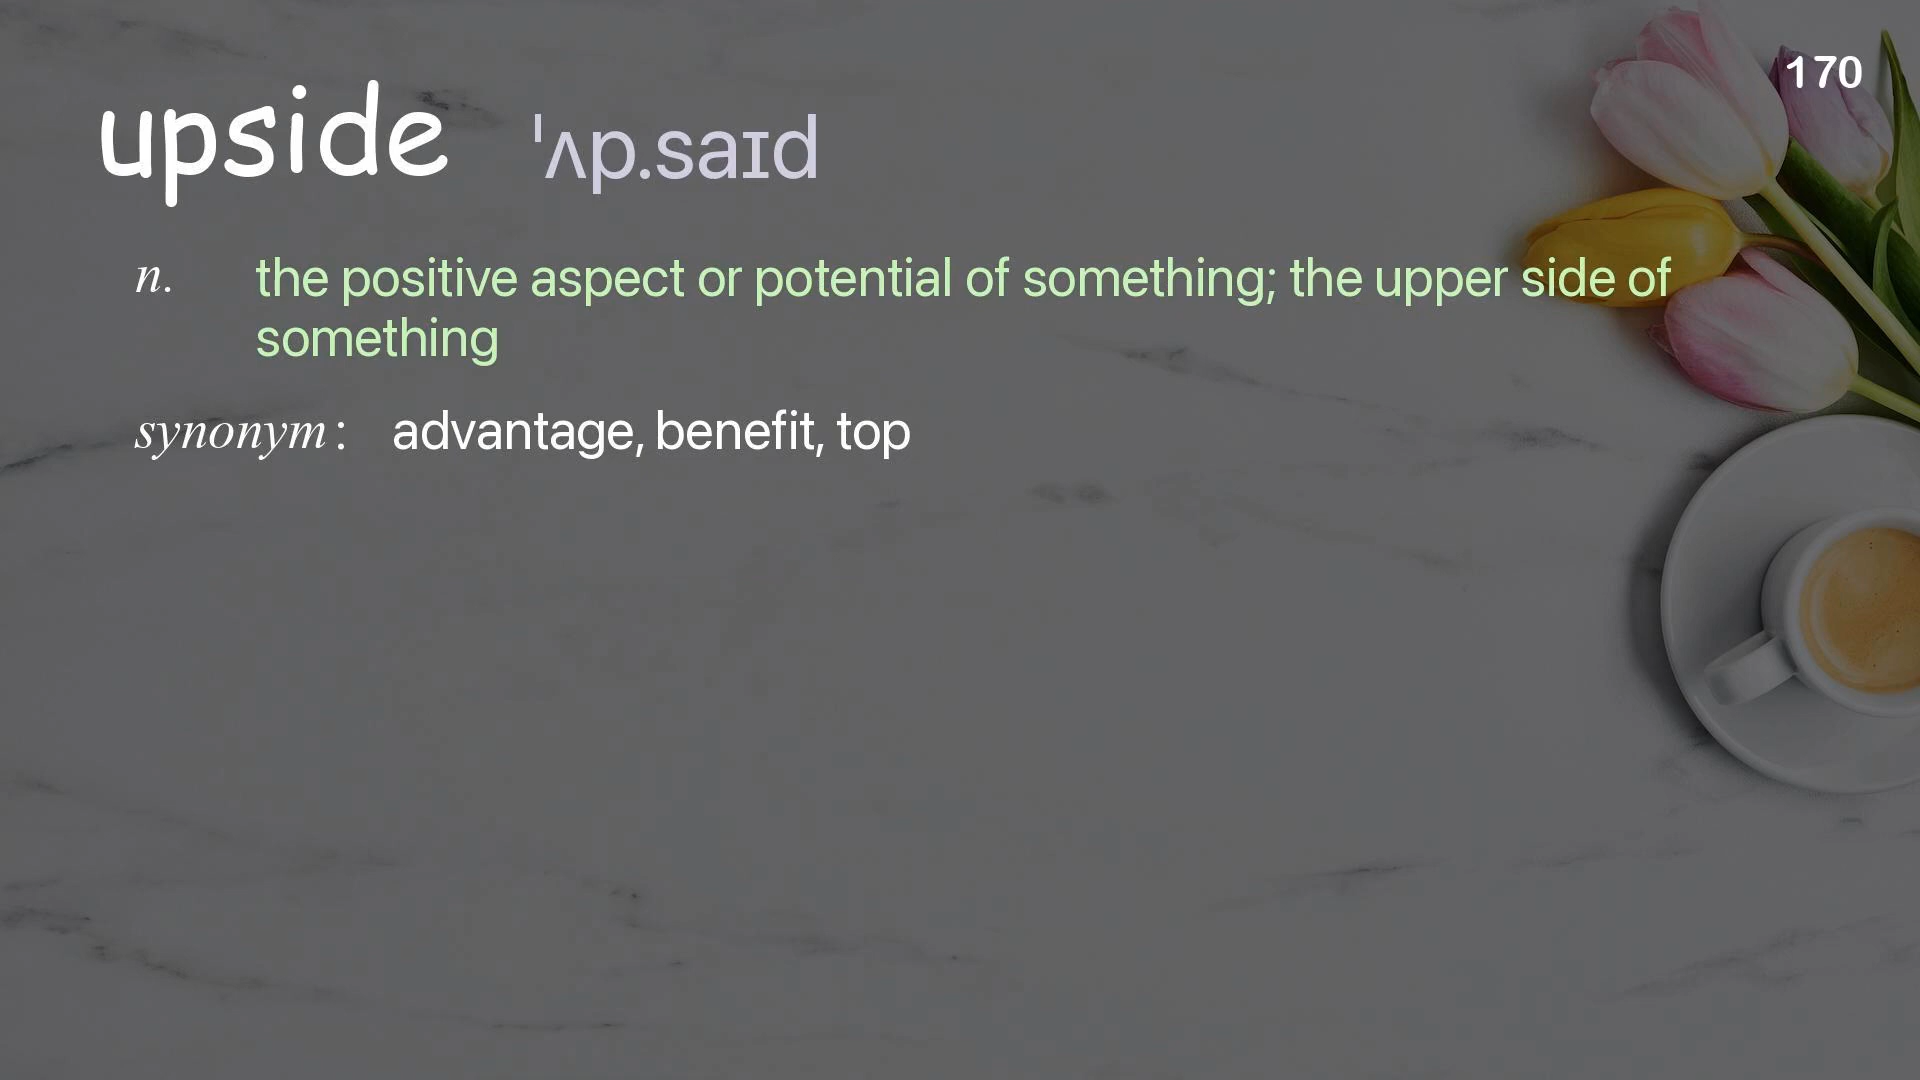 170
upside ˈʌp.saɪd
n. the positive aspect or potential of something; the upper side of
something
synonym: advantage, benefit, top